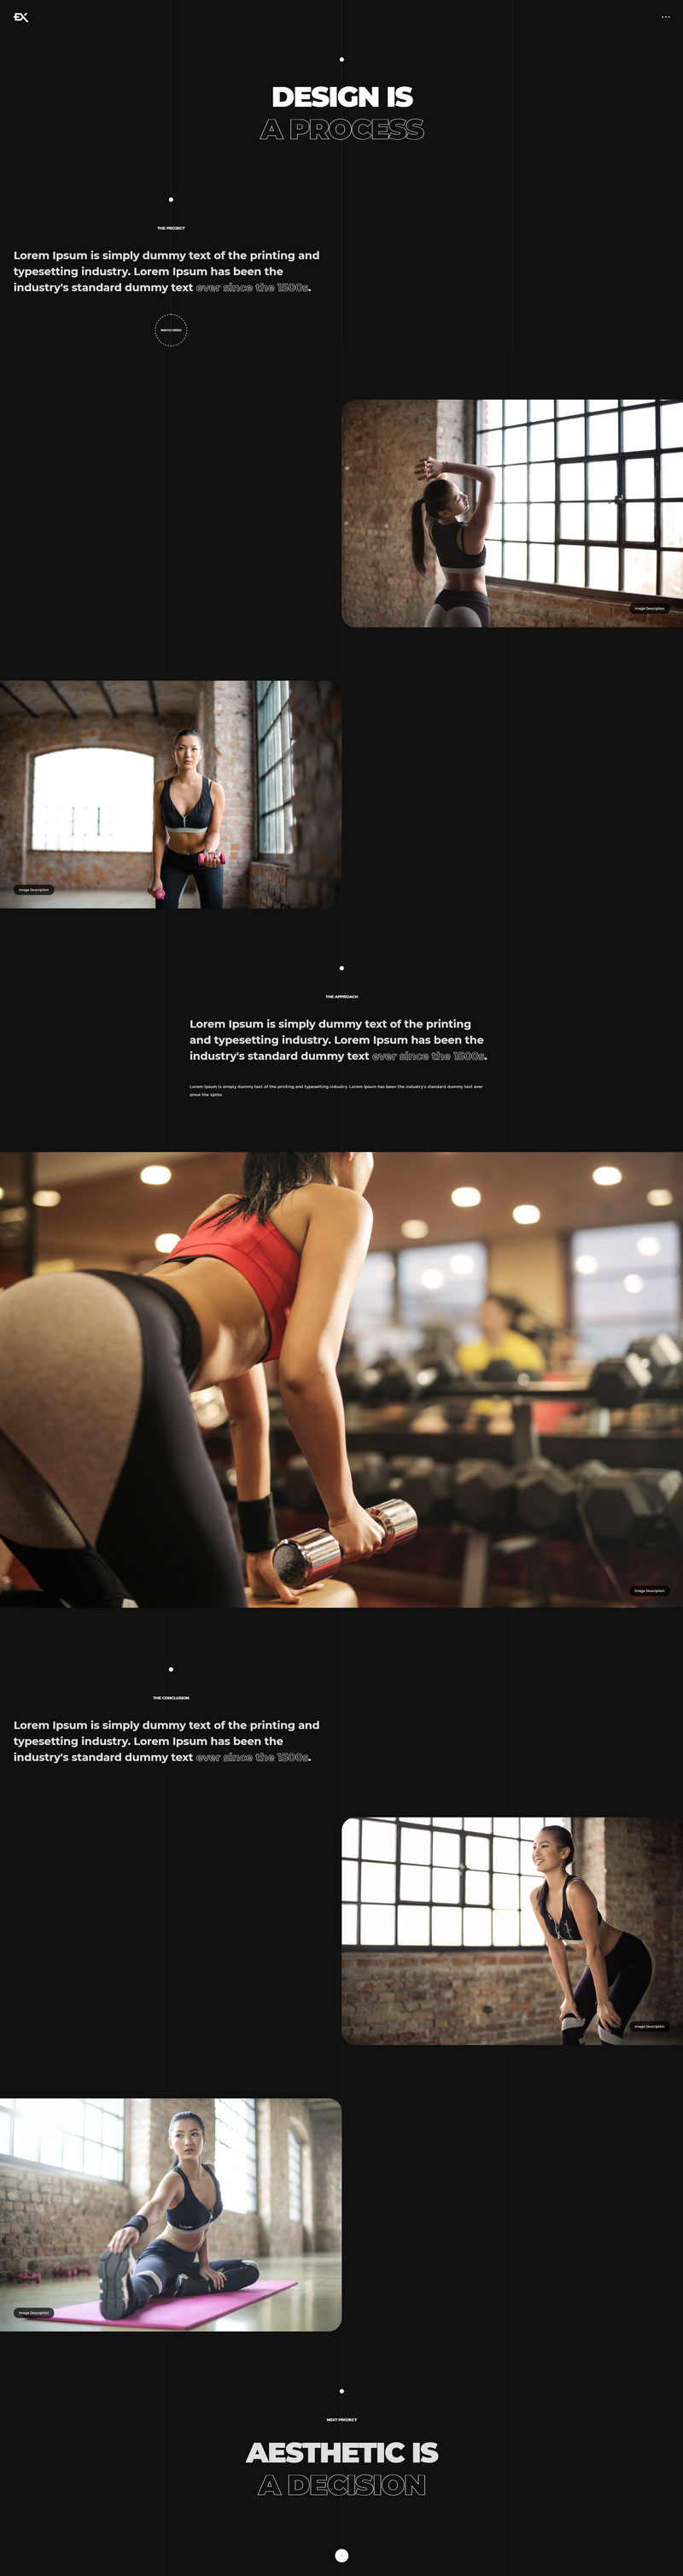 EX
DESIGN IS
A PROCESS
THE PROJECT
Lorem Ipsum is simply dummy text of the printing and
typesetting industry. Lorem Ipsum has been the
industry's standard dummy text ever since the 1500s.
WATCH VIDEO
Image Description
Image Description
THE APPROACH
Lorem Ipsum is simply dummy text of the printing
and typesetting industry. Lorem Ipsum has been the
industry's standard dummy text ever since the 1500s.
Lorem Ipsum is simply dummy text of the printing and typesetting industry. Lorem Ipsum has been the industry's standard dummy text ever
since the 1500s.
Image Description
THE CONCLUSION
Lorem Ipsum is simply dummy text of the printing and
typesetting industry. Lorem Ipsum has been the
industry's standard dummy text ever since the 1500s.
Image Description
Image Description
NEXT PROJECT
AESTHETIC IS
A DECISION